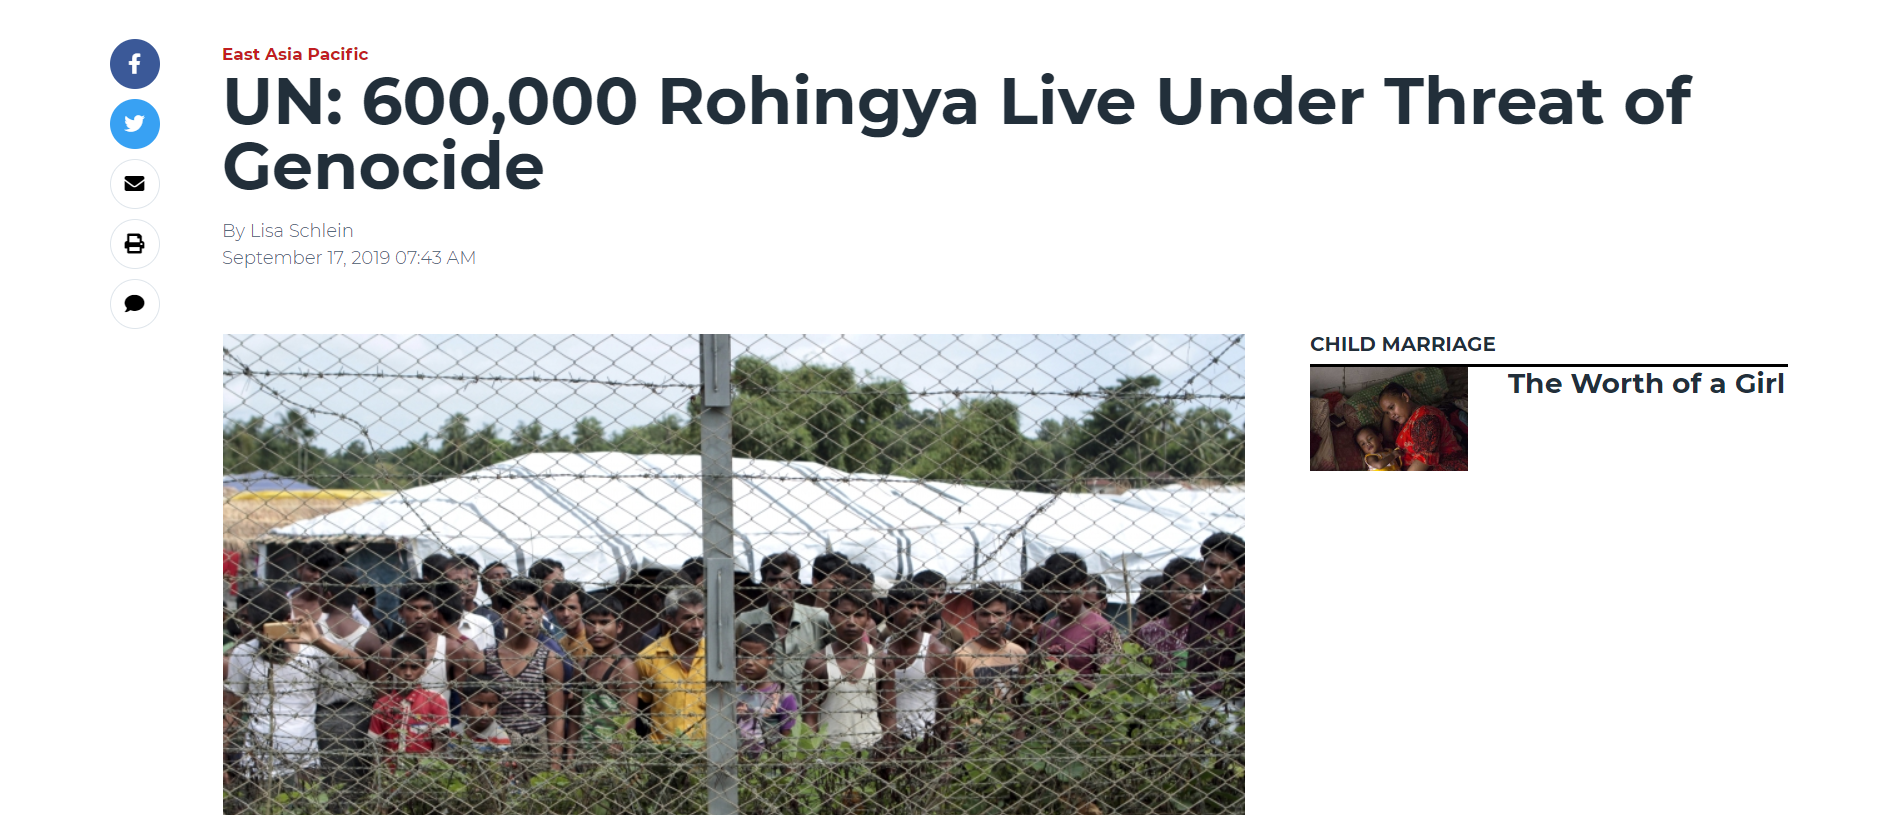 East Asia Pacific
UN: 600,000 Rohingya Live Under Threat of
Genocide
By Lisa Schlein
September 17, 2019 07:43 AM
CHILD MARRIAGE
The Worth of a Girl